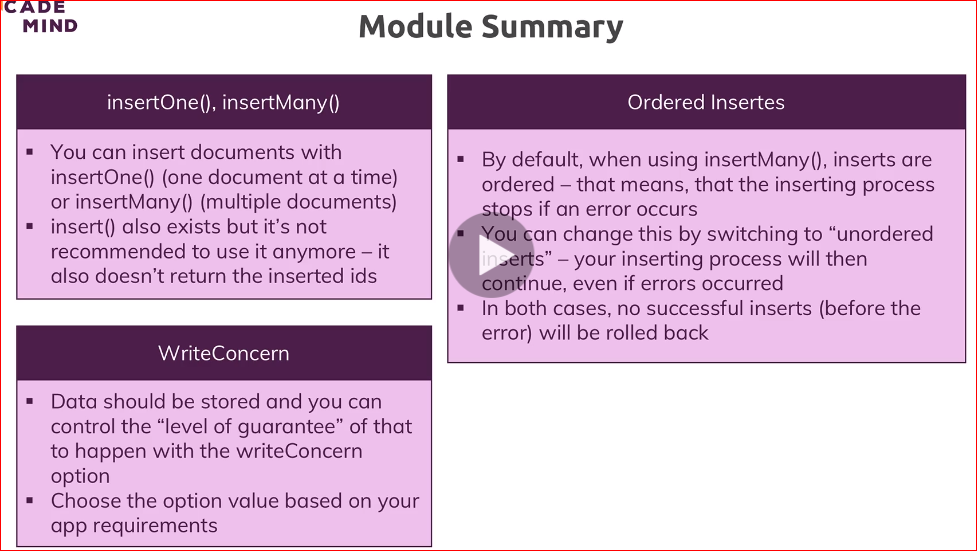 CADE
MIND
Module Summary
insertOne(), insertMany()
▪ You can insert documents with
insertOne() (one document at a time)
or insertMany() (multiple documents)
▪ insert() also exists but it’s not
recommended to use it anymore – it
also doesn’t return the inserted ids
Ordered Insertes
▪ By default, when using insertMany(), inserts are
ordered – that means, that the inserting process
stops if an error occurs
▪ You can change this by switching to “unordered
inserts” – your inserting process will then
continue, even if errors occurred
▪ In both cases, no successful inserts (before the
error) will be rolled back
WriteConcern
▪ Data should be stored and you can
control the “level of guarantee” of that
to happen with the writeConcern
option
▪ Choose the option value based on your
app requirements